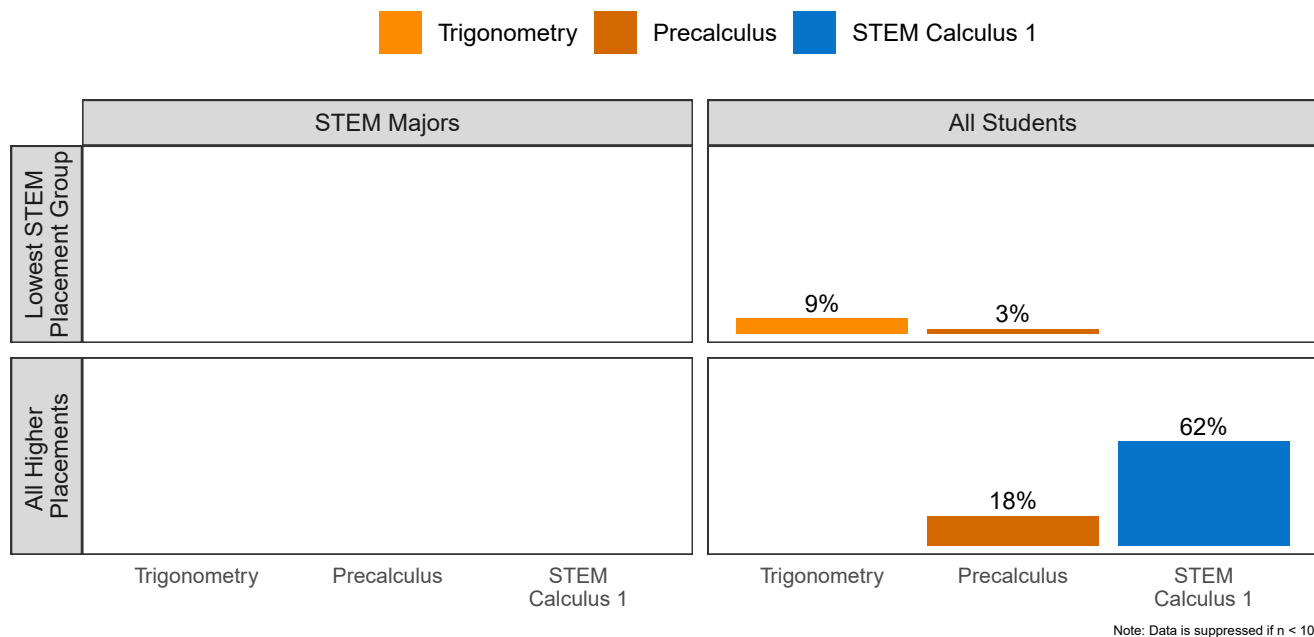 Trigonometry Precalculus STEM Calculus 1
STEM Majors All Students
Lowest STEM
Placement Group
9% 3%
All Higher
Placements
18% 62%
Trigonometry Precalculus STEM
Calculus 1
Trigonometry Precalculus STEM
Calculus 1
Note: Data is suppressed if n < 10